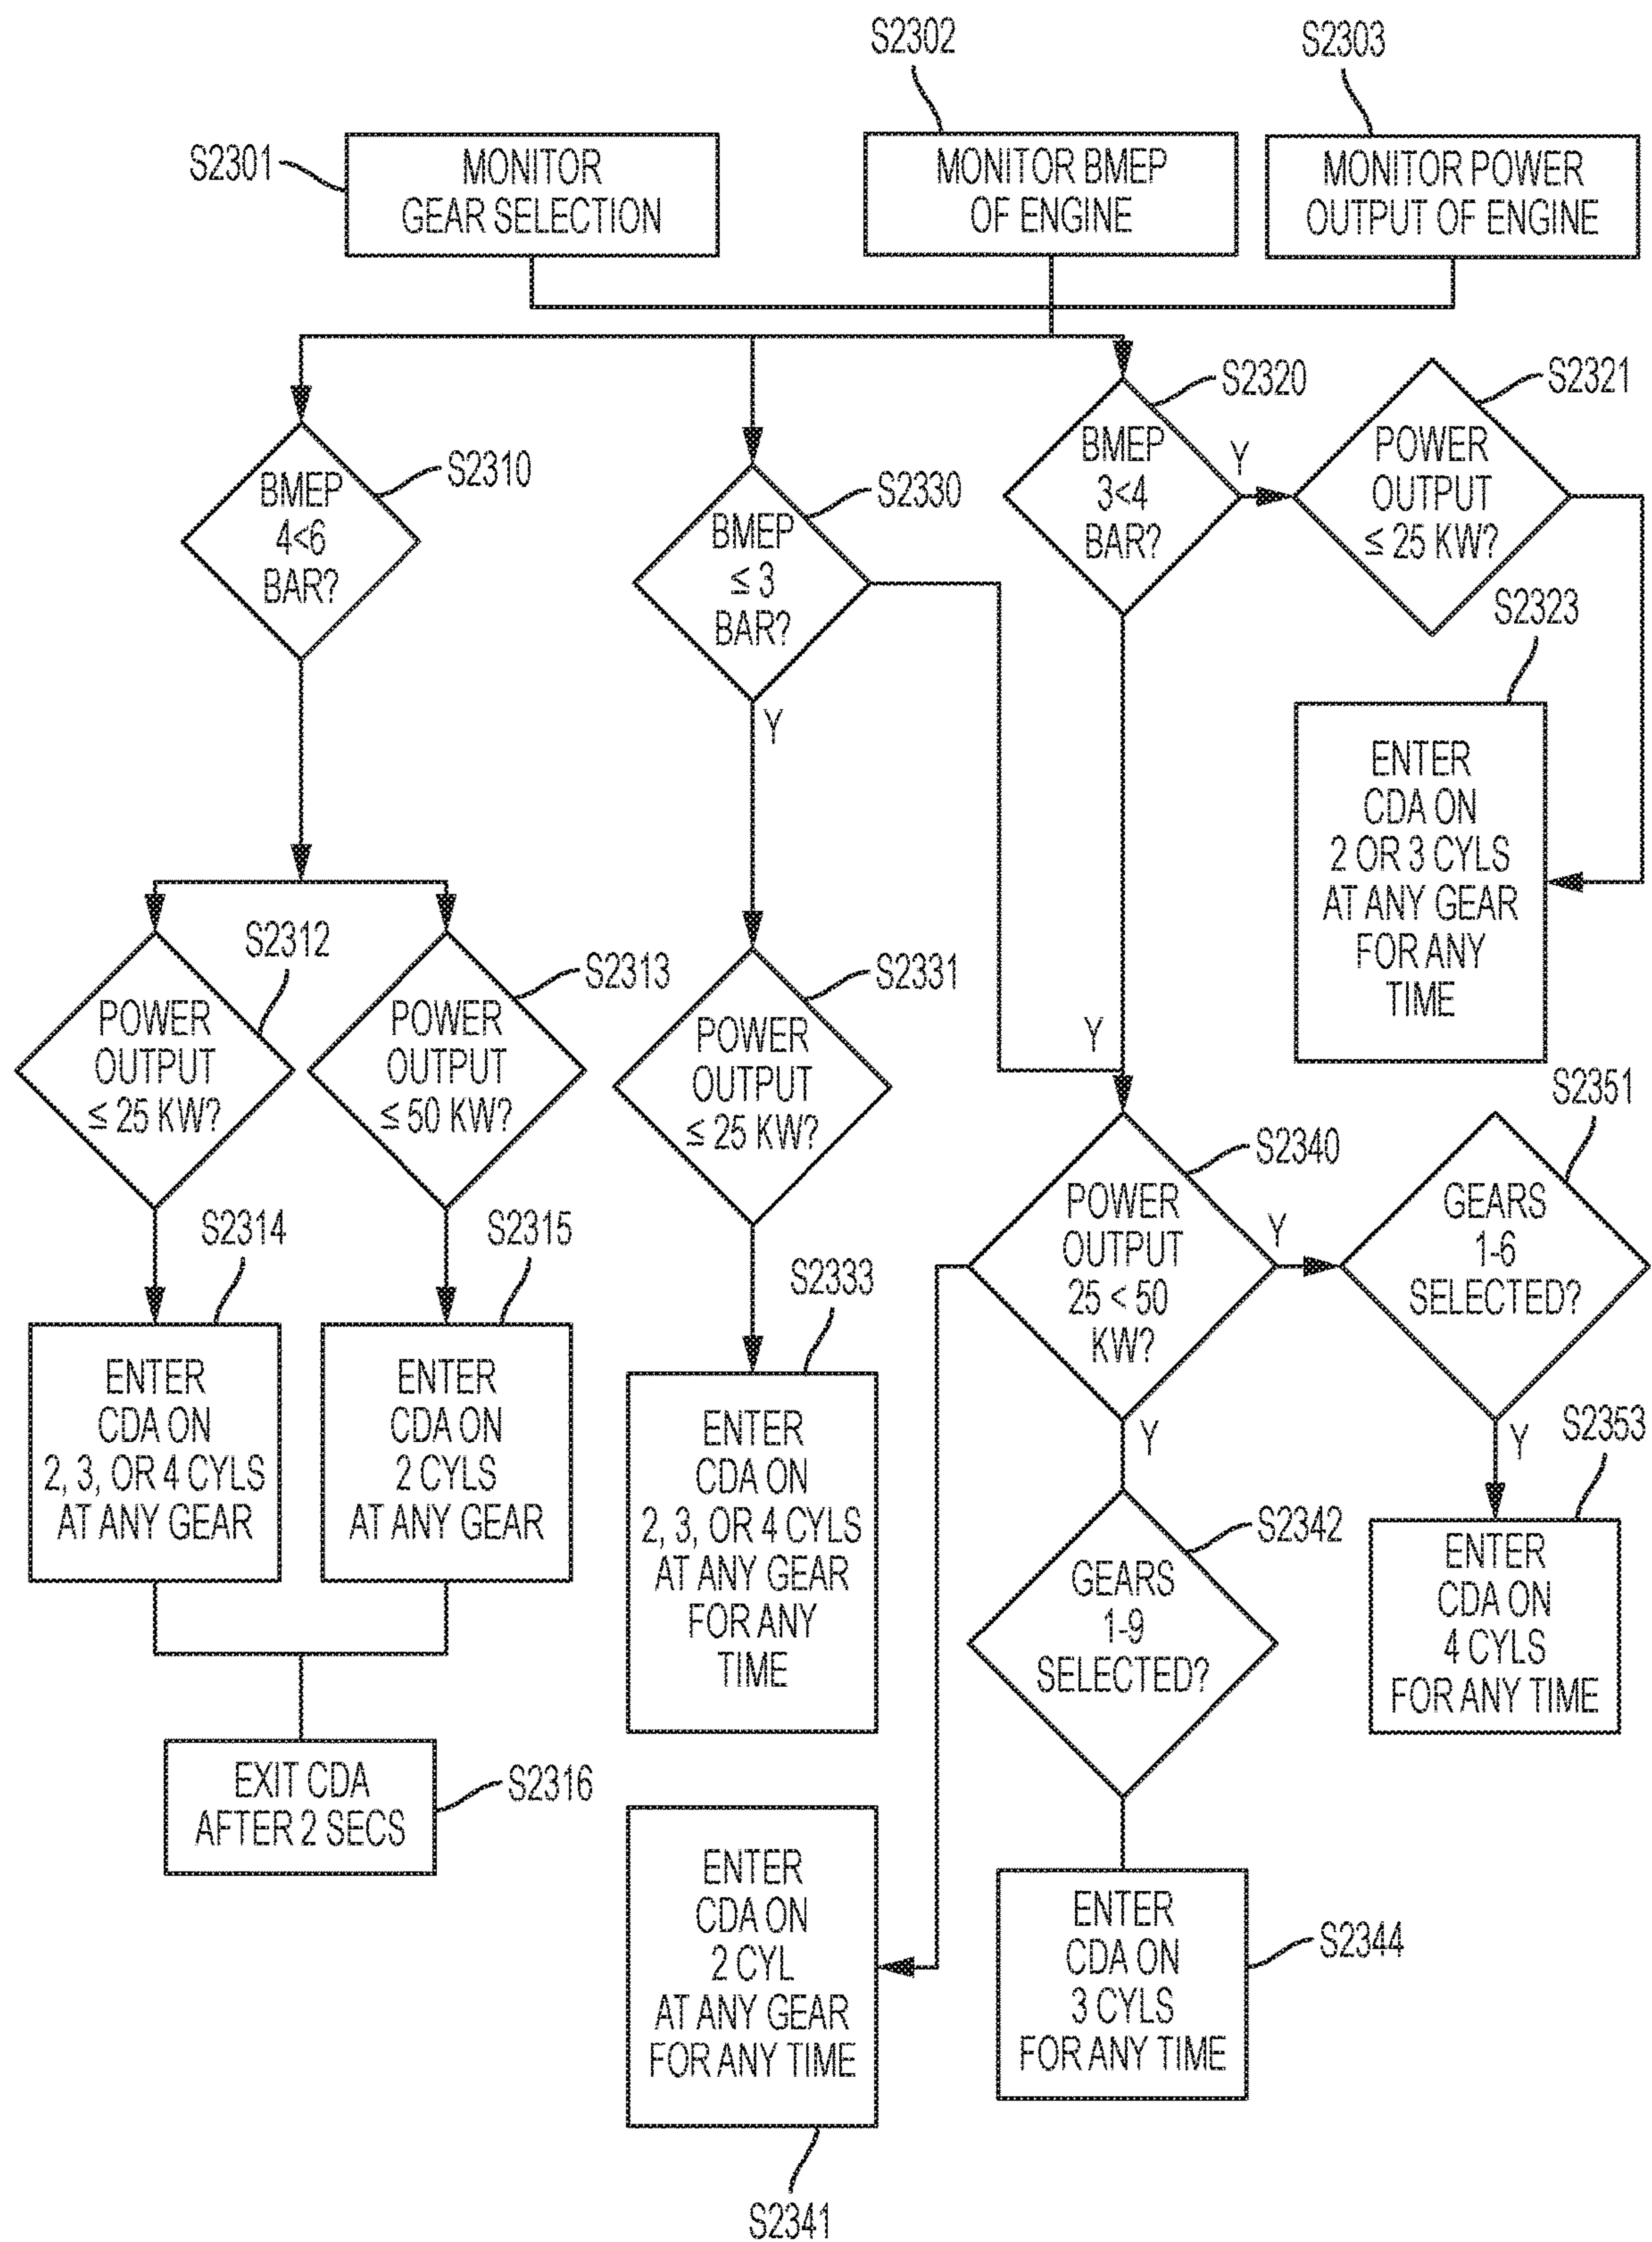 S2302
S2303
S2301
MONITOR
GEAR SELECTION
MONITOR BMEP
OF ENGINE
MONITOR POWER
OUTPUT OF ENGINE
S2310
BMEP
4<6
BAR?
S2330
BMEP
≤ 3
BAR?
Y
S2320
BMEP
3<4
BAR?
Y
S2321
POWER
OUTPUT
≤ 25 KW?
S2323
ENTER
CDA ON
2 OR 3 CYLS
AT ANY GEAR
FOR ANY
TIME
S2312
POWER
OUTPUT
≤ 25 KW?
S2313
POWER
OUTPUT
≤ 50 KW?
S2331
POWER
OUTPUT
≤ 25 KW?
Y
S2340
POWER
OUTPUT
25 < 50
KW?
Y
Y
S2351
GEARS
1-6
SELECTED?
Y
S2314
ENTER
CDA ON
2, 3, OR 4 CYLS
AT ANY GEAR
S2315
ENTER
CDA ON
2 CYLS
AT ANY GEAR
S2333
ENTER
CDA ON
2, 3, OR 4 CYLS
AT ANY GEAR
FOR ANY
TIME
S2342
GEARS
1-9
SELECTED?
S2353
ENTER
CDA ON
4 CYLS
FOR ANY TIME
EXIT CDA
AFTER 2 SECS
S2316
ENTER
CDA ON
2 CYL
AT ANY GEAR
FOR ANY TIME
S2341
ENTER
CDA ON
3 CYLS
FOR ANY TIME
S2344